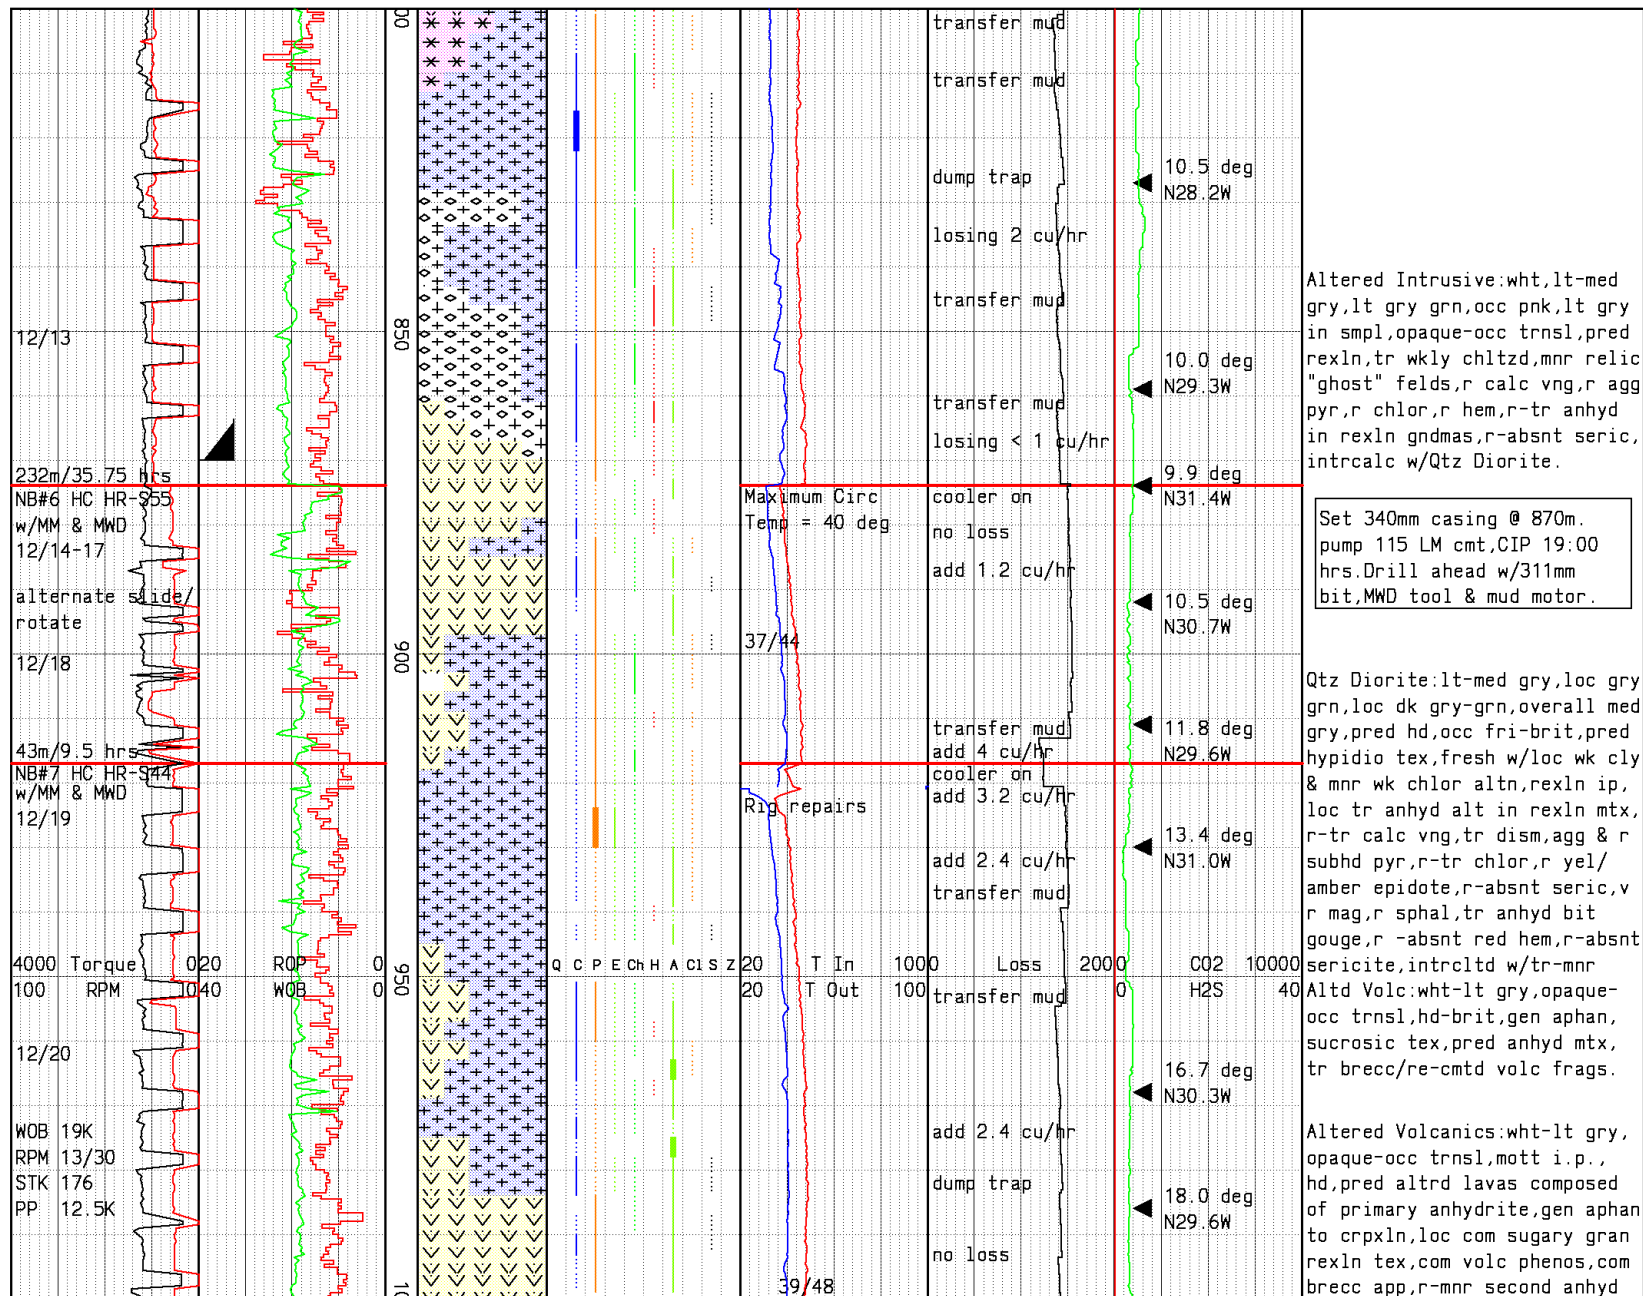 12/13
232m/35.75 hrs
NB#6 HC HR-S55
w/MM & MWD
12/14-17
alternate slide/
rotate
12/18
43m/9.5 hrs
NB#7 HC HR-S44
w/MM & MWD
12/19
4000 Torque 0
100 RPM 0
12/20
WOB 19K
RPM 13/30
STK 176
PP 12.5K
20 ROP 0
40 WOB 0
00
850
900
950
10
Q C P E Ch H A Cl S Z
Maximum Circ
Temp = 40 deg
37/44
Rig repairs
20 T In 100
20 T Out 100
39/48
transfer mud
transfer mud
dump trap
losing 2 cu/hr
transfer mud
transfer mud
losing < 1 cu/hr
cooler on
no loss
add 1.2 cu/hr
transfer mud
add 4 cu/hr
cooler on
add 3.2 cu/hr
add 2.4 cu/hr
transfer mud
0 Loss 200
transfer mud
add 2.4 cu/hr
dump trap
no loss
10.5 deg
N28.2W
10.0 deg
N29.3W
9.9 deg
N31.4W
10.5 deg
N30.7W
11.8 deg
N29.6W
13.4 deg
N31.0W
0 CO2 10000
0 H2S 40
16.7 deg
N30.3W
18.0 deg
N29.6W
Altered Intrusive:wht,lt-med
gry,lt gry grn,occ pnk,lt gry
in smpl,opaque-occ trnsl,pred
rexln,tr wkly chltzd,mnr relic
"ghost" felds,r calc vng,r agg
pyr,r chlor,r hem,r-tr anhyd
in rexln gndmas,r-absnt seric,
intrcalc w/Qtz Diorite.
Set 340mm casing @ 870m.
pump 115 LM cmt,CIP 19:00
hrs.Drill ahead w/311mm
bit,MWD tool & mud motor.
Qtz Diorite:lt-med gry,loc gry
grn,loc dk gry-grn,overall med
gry,pred hd,occ fri-brit,pred
hypidio tex,fresh w/loc wk cly
& mnr wk chlor altn,rexln ip,
loc tr anhyd alt in rexln mtx,
r-tr calc vng,tr dism,agg & r
subhd pyr,r-tr chlor,r yel/
amber epidote,r-absnt seric,v
r mag,r sphal,tr anhyd bit
gouge,r -absnt red hem,r-absnt
sericite,intrcltd w/tr-mnr
Altd Volc:wht-lt gry,opaque-
occ trnsl,hd-brit,gen aphan,
sucrosic tex,pred anhyd mtx,
tr brecc/re-cmtd volc frags.
Altered Volcanics:wht-lt gry,
opaque-occ trnsl,mott i.p.,
hd,pred altrd lavas composed
of primary anhydrite,gen aphan
to crpxln,loc com sugary gran
rexln tex,com volc phenos,com
brecc app,r-mnr second anhyd